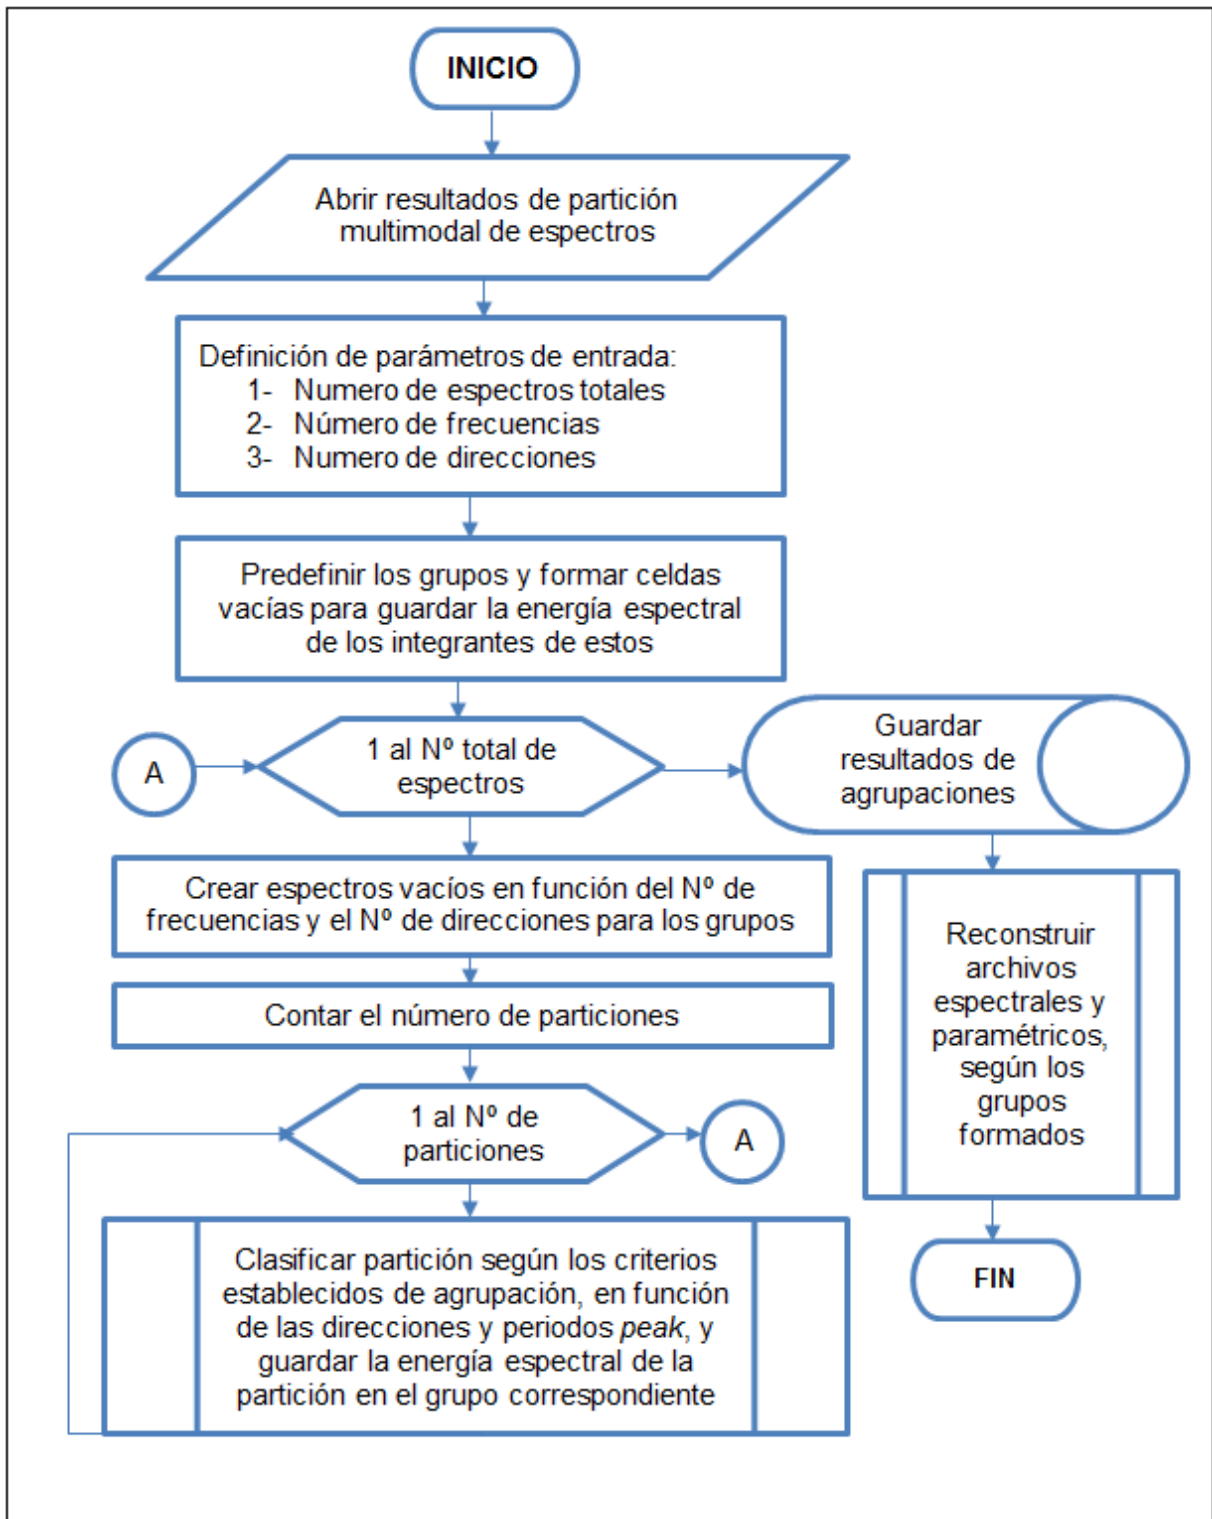 INICIO
Abrir resultados de partición
multimodal de espectros
Definición de parámetros de entrada:
1- Numero de espectros totales
2- Número de frecuencias
3- Numero de direcciones
Predefinir los grupos y formar celdas
vacías para guardar la energía espectral
de los integrantes de estos
A
1 al Nº total de
espectros
Guardar
resultados de
agrupaciones
Crear espectros vacíos en función del Nº de
frecuencias y el Nº de direcciones para los grupos
Contar el número de particiones
1 al Nº de
particiones
A
Clasificar partición según los criterios
establecidos de agrupación, en función
de las direcciones y periodos peak, y
guardar la energía espectral de la
partición en el grupo correspondiente
Reconstruir
archivos
espectrales y
paramétricos,
según los
grupos
formados
FIN